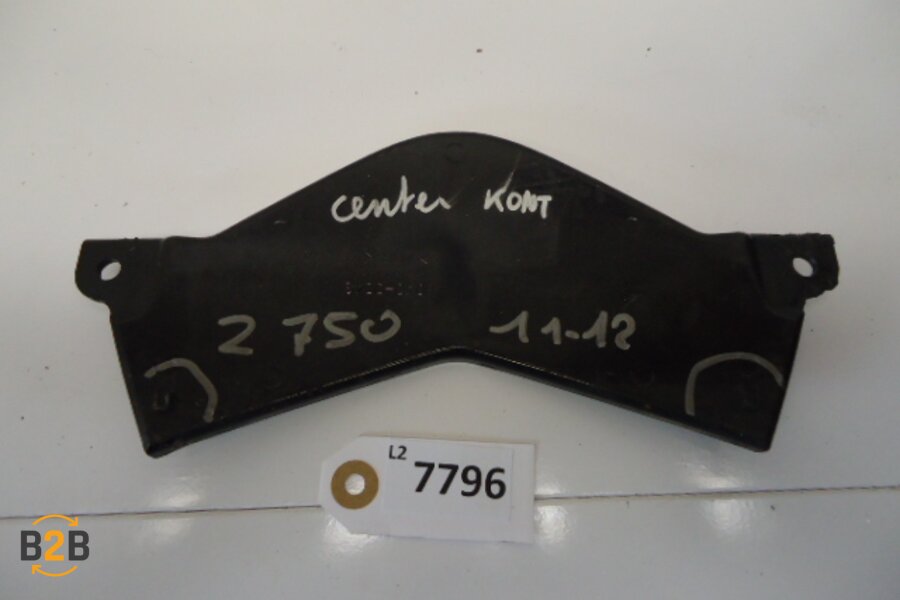 center KONT
Z 750 11-12
L2
7796
B2B